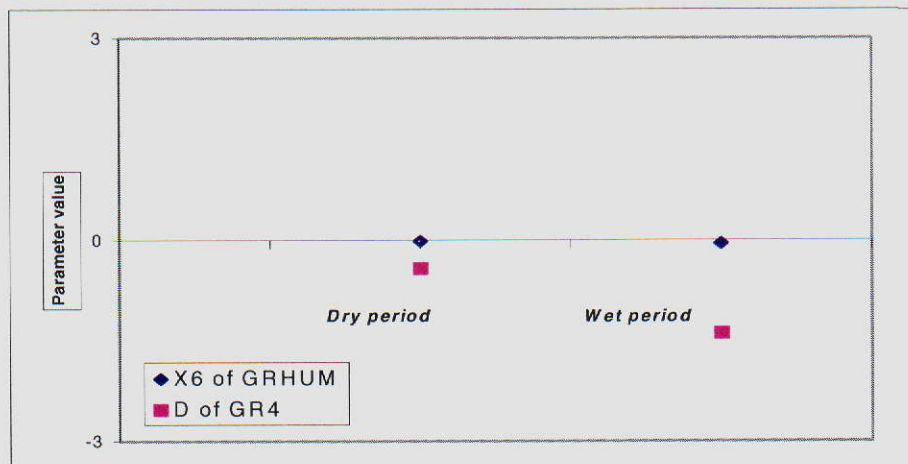 3
Parameter value
0
Dry period
Wet period
X6 of GRHUM
D of GR4
-3